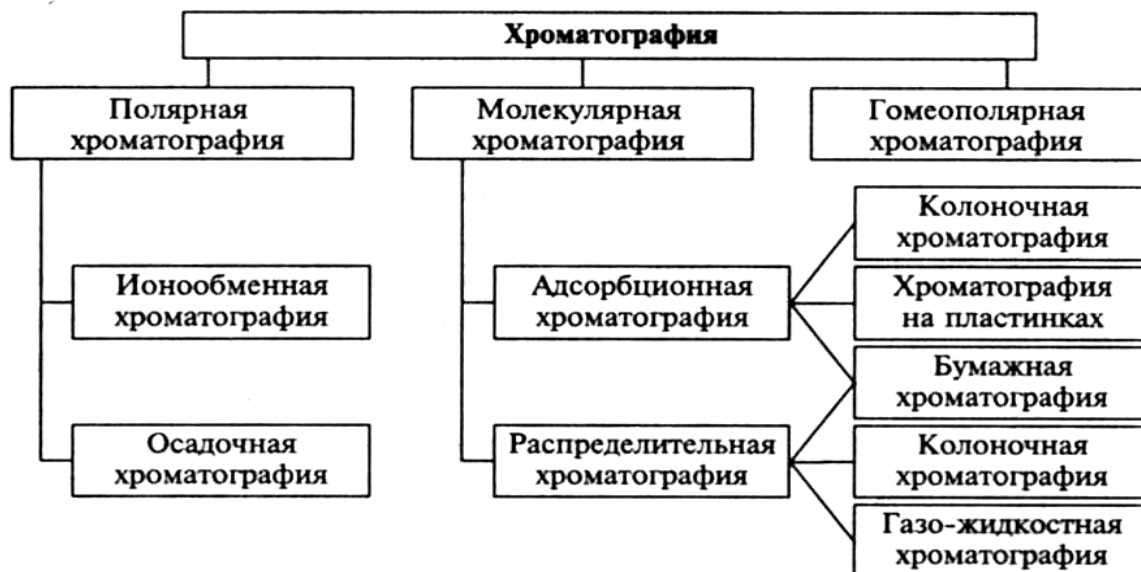 Хроматография
Полярная
хроматография
Молекулярная
хроматография
Гомеополярная
хроматография
Ионообменная
хроматография
Осадочная
хроматография
Адсорбционная
хроматография
Распределительная
хроматография
Колоночная
хроматография
Хроматография
на пластинках
Бумажная
хроматография
Колоночная
хроматография
Газо-жидкостная
хроматография